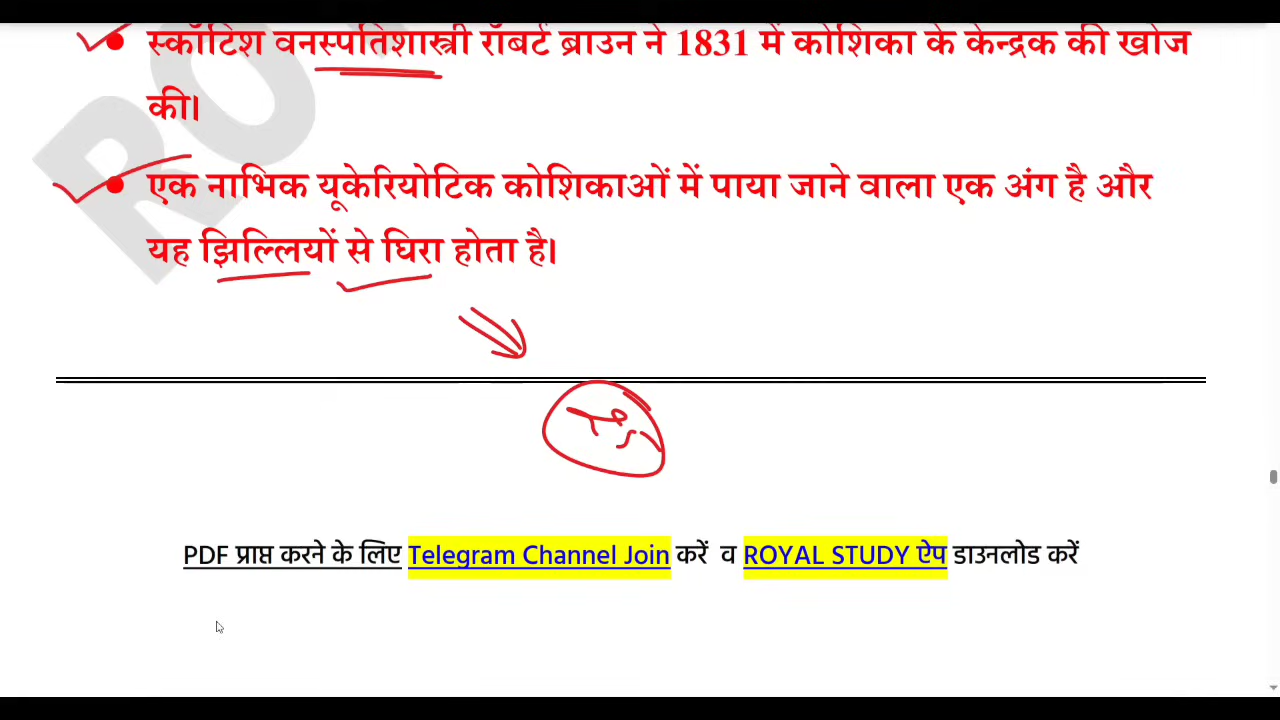 स्कॉटिश वनस्पतिशास्त्री रॉबर्ट ब्राउन ने 1831 में कोशिका के केन्द्रक की खोज
की।
एक नाभिक यूकेरियोटिक कोशिकाओं में पाया जाने वाला एक अंग है और
यह झिल्लियों से घिरा होता है।
PDF प्राप्त करने के लिए Telegram Channel Join करें व ROYAL STUDY ऐप डाउनलोड करें